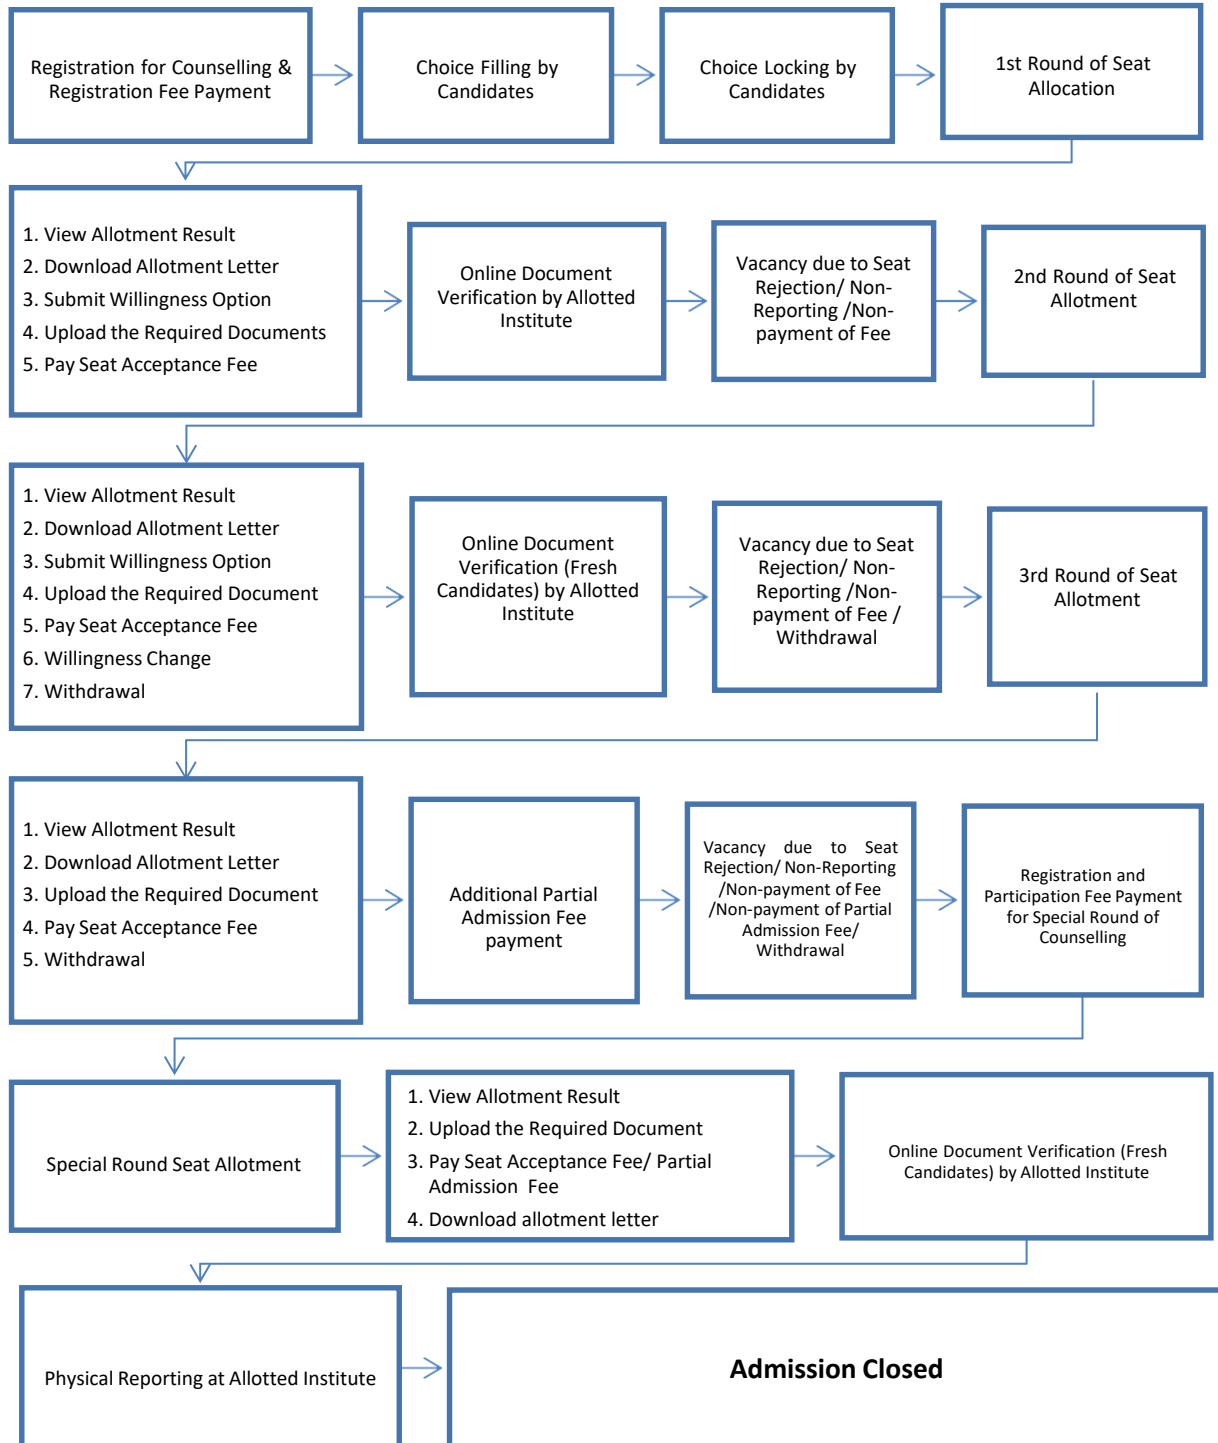 Registration for Counselling &
Registration Fee Payment
Choice Filling by
Candidates
Choice Locking by
Candidates
1st Round of Seat
Allocation
1. View Allotment Result
2. Download Allotment Letter
3. Submit Willingness Option
4. Upload the Required Documents
5. Pay Seat Acceptance Fee
Online Document
Verification by Allotted
Institute
Vacancy due to Seat
Rejection/ Non-
Reporting /Non-
payment of Fee
2nd Round of Seat
Allotment
1. View Allotment Result
2. Download Allotment Letter
3. Submit Willingness Option
4. Upload the Required Document
5. Pay Seat Acceptance Fee
6. Willingness Change
7. Withdrawal
Online Document
Verification (Fresh
Candidates) by Allotted
Institute
Vacancy due to Seat
Rejection/ Non-
Reporting /Non-
payment of Fee /
Withdrawal
3rd Round of Seat
Allotment
1. View Allotment Result
2. Download Allotment Letter
3. Upload the Required Document
4. Pay Seat Acceptance Fee
5. Withdrawal
Additional Partial
Admission Fee
payment
Vacancy due to Seat
Rejection/ Non-Reporting
/Non-payment of Fee
/Non-payment of Partial
Admission Fee/
Withdrawal
Registration and
Participation Fee Payment
for Special Round of
Counselling
Special Round Seat Allotment
1. View Allotment Result
2. Upload the Required Document
3. Pay Seat Acceptance Fee/ Partial
Admission Fee
4. Download allotment letter
Online Document Verification (Fresh
Candidates) by Allotted Institute
Physical Reporting at Allotted Institute
Admission Closed